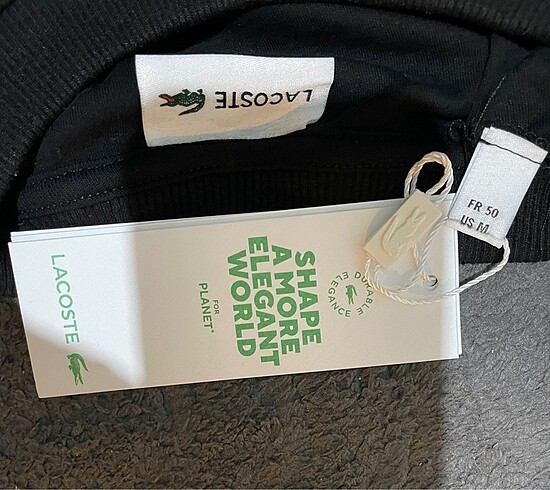 LACOSTE
FR 50
US M
LACOSTE
SHAPE
A MORE
ELEGANT
WORLD
FOR
PLANET*
DURABLE
ELEGANCE